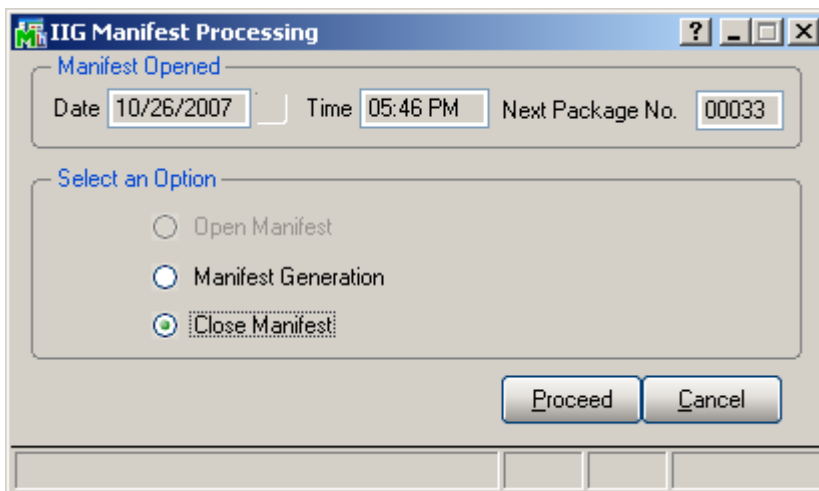 IIG Manifest Processing
Manifest Opened
Date 10/26/2007 Time 05:46 PM Next Package No. 00033
Select an Option
Open Manifest
Manifest Generation
Close Manifest
Proceed Cancel